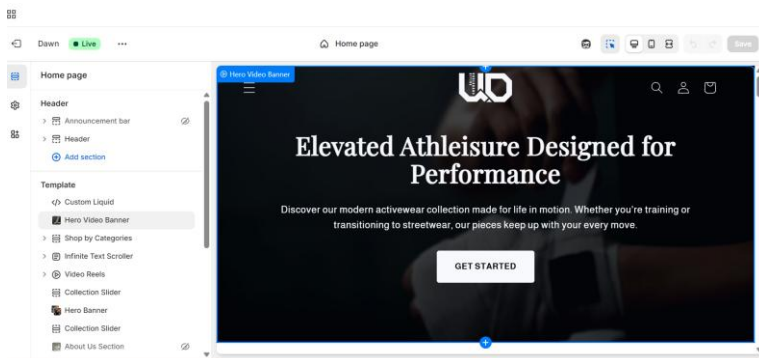 Dawn
Live
Home page
Save
Home page
Header
Announcement bar
Header
Add section
Template
Custom Liquid
Hero Video Banner
Shop by Categories
Infinite Text Scroller
Video Reels
Collection Slider
Hero Banner
Collection Slider
About Us Section
Hero Video Banner
Elevated Athleisure Designed for
Performance
Discover our modern activewear collection made for life in motion. Whether you're training or
transitioning to streetwear, our pieces keep up with your every move.
GET STARTED